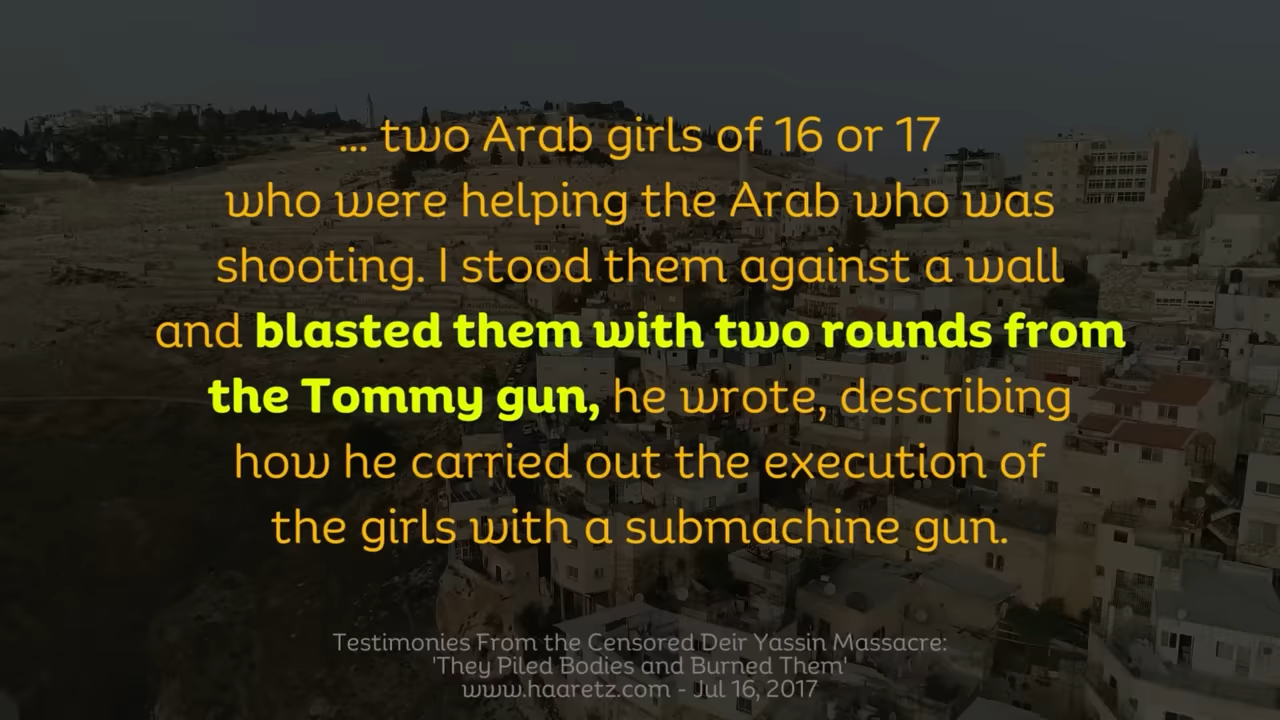 ... two Arab girls of 16 or 17
who were helping the Arab who was
shooting. I stood them against a wall
and blasted them with two rounds from
the Tommy gun, he wrote, describing
how he carried out the execution of
the girls with a submachine gun.
Testimonies From the Censored Deir Yassin Massacre:
'They Piled Bodies and Burned Them'
www.haaretz.com - Jul 16, 2017